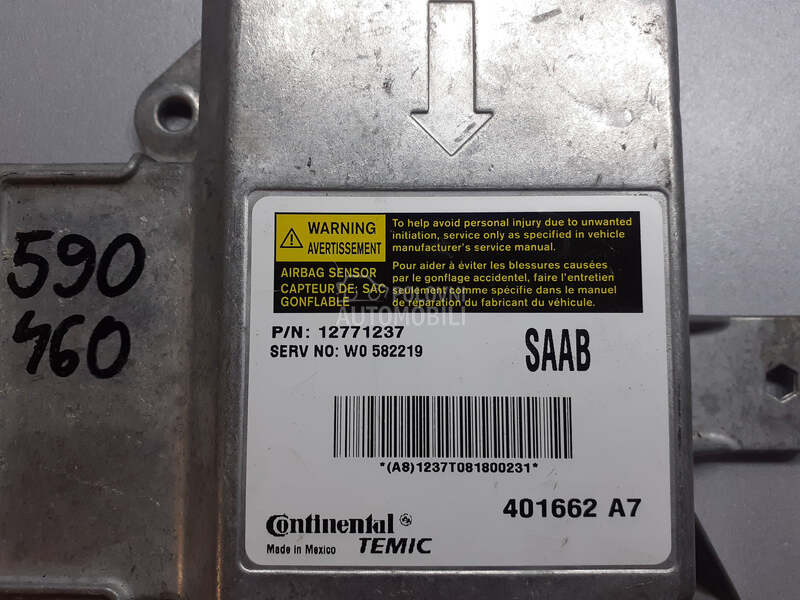 590
460
WARNING
AVERTISSEMENT
AIRBAG SENSOR
CAPTEUR DE: SAC
GONFLABLE
To help avoid personal injury due to unwanted
initiation, service only as specified in vehicle
manufacturer's service manual.
Pour aider à éviter les blessures causées
par le gonflage accidentel, faire l'entretien
seulement comme spécifie dans le manuel
de réparation du fabricant du véhicule.
POLOVNI
AUTOMOBILI
P/N: 12771237
SERV NO: W0 582219
SAAB
*(A8)1237T081800231*
401662 A7
Continental
Made in Mexico
TEMIC